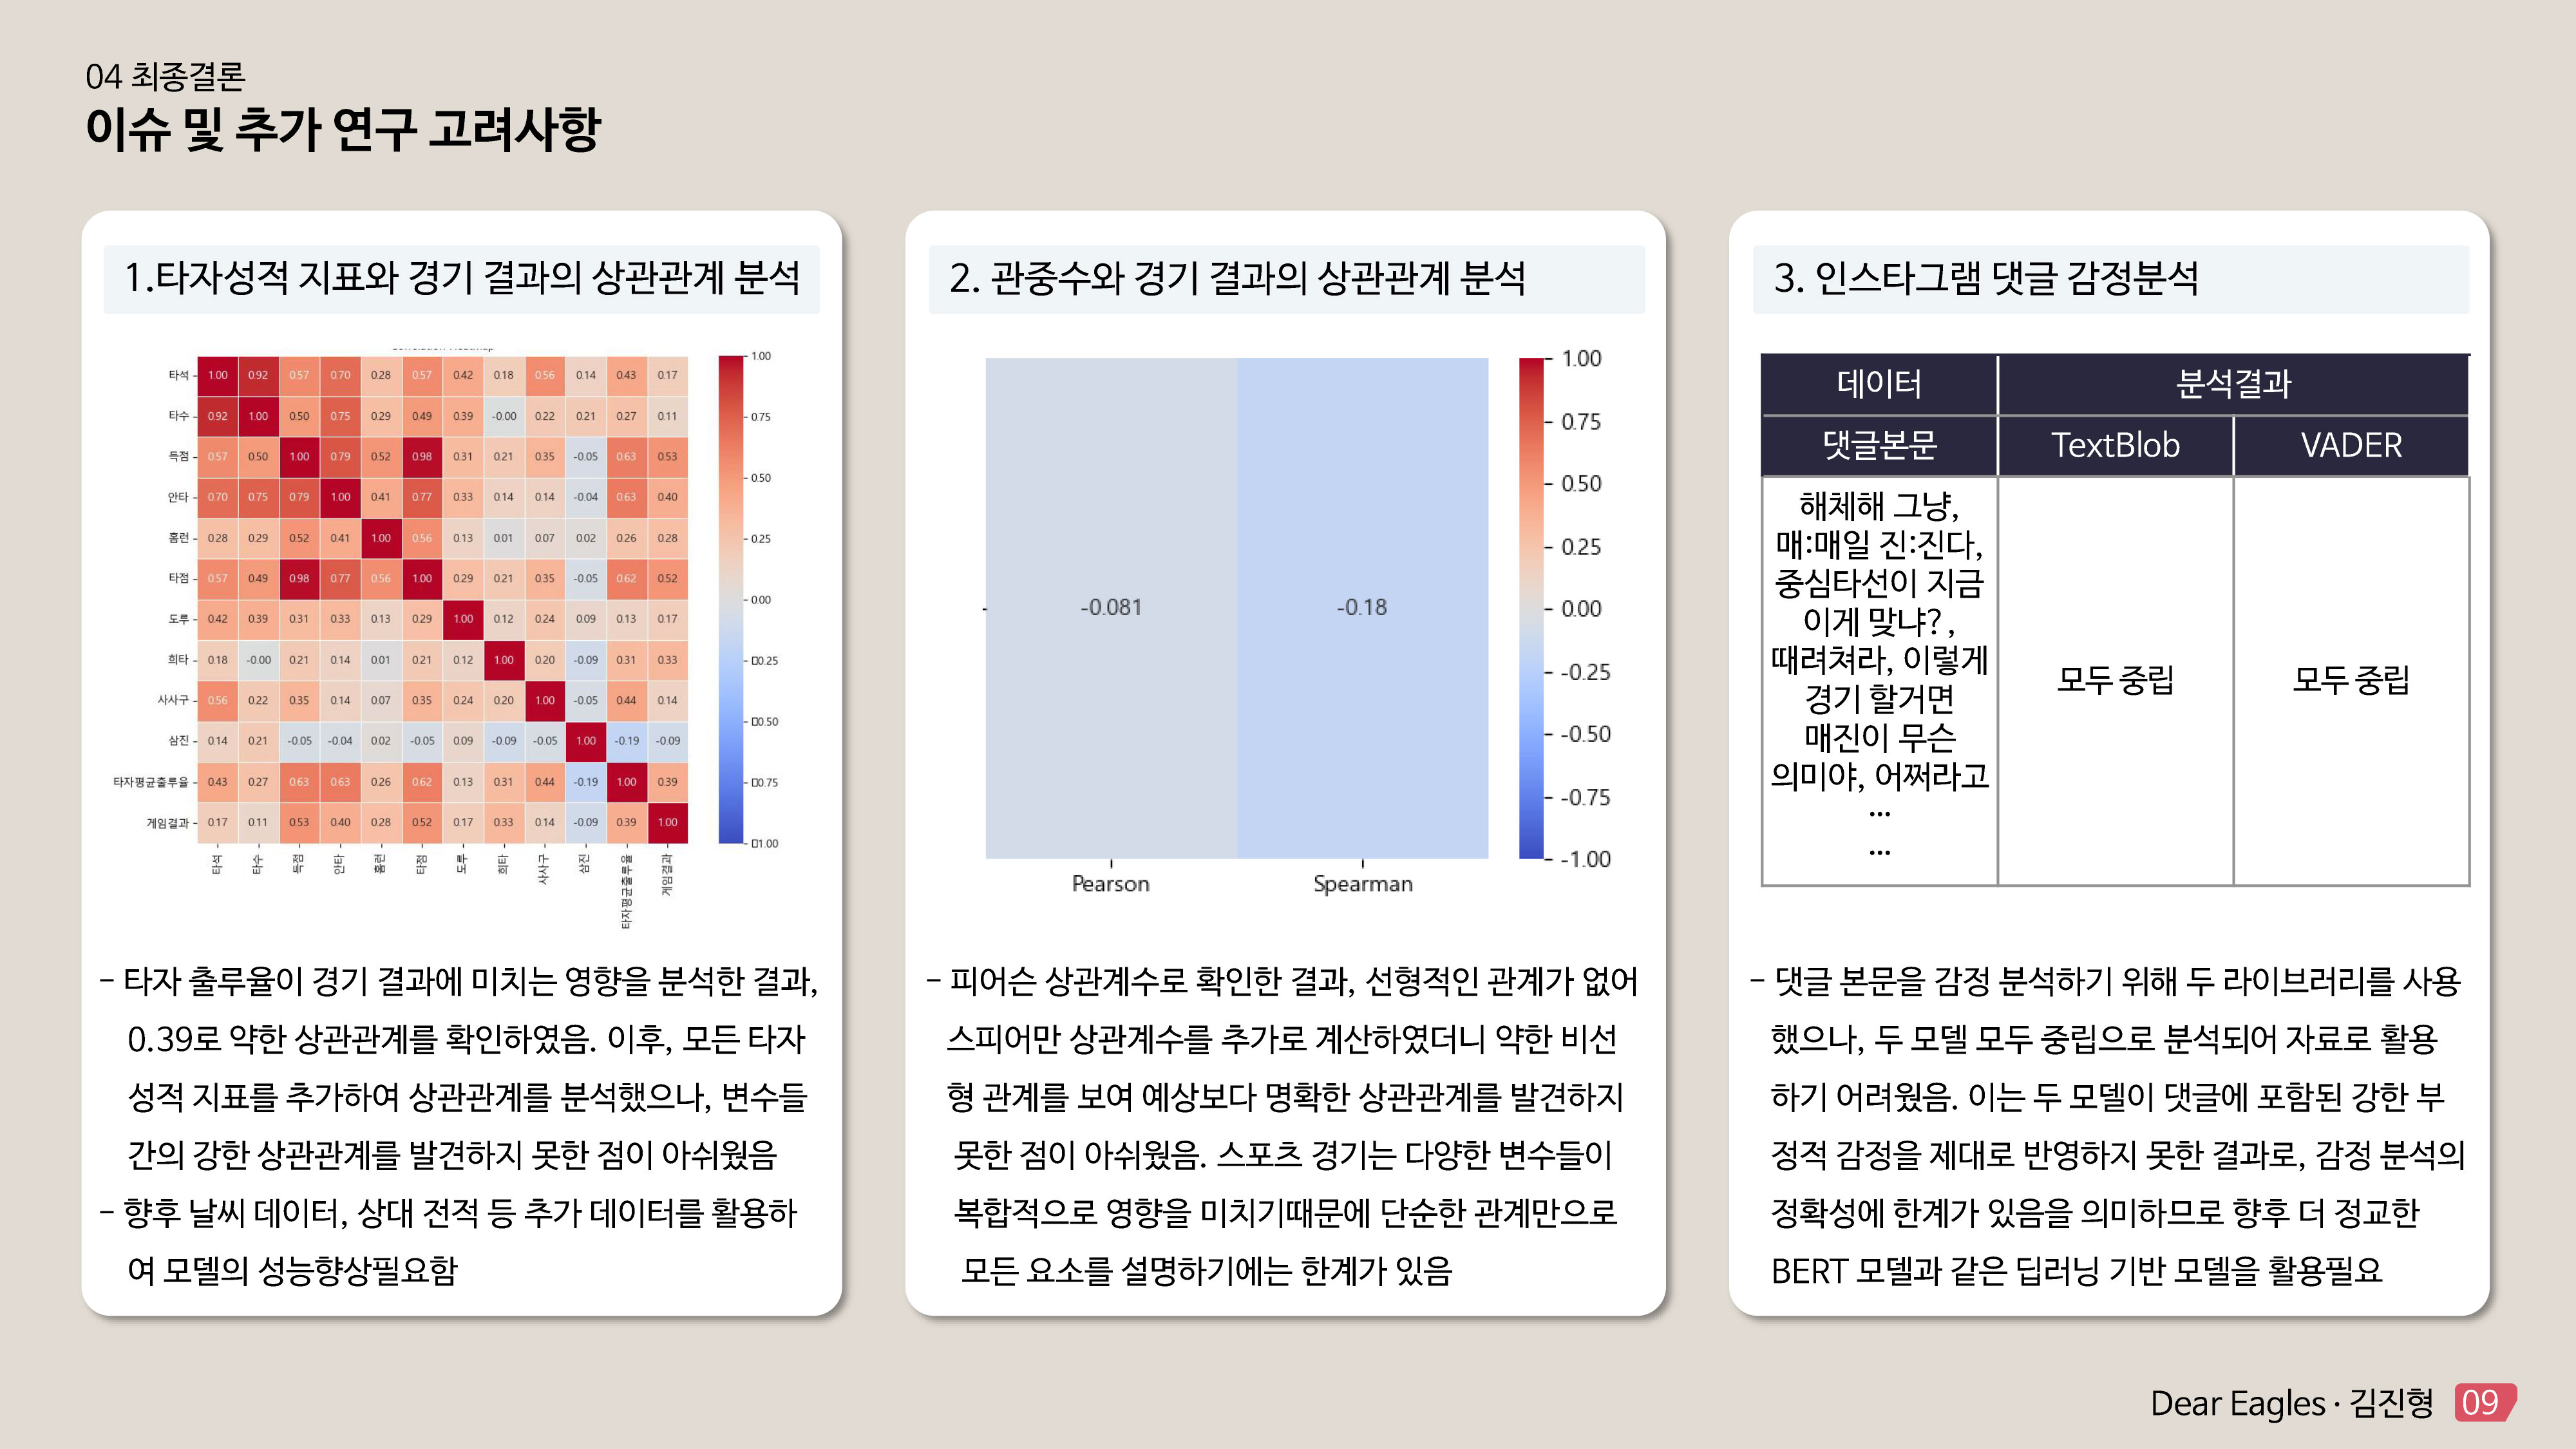 04 최종결론
이슈 및 추가 연구 고려사항
1.타자성적 지표와 경기 결과의 상관관계 분석
타석 1.00 0.92 0.57 0.70 0.28 0.57 0.42 0.18 0.56 0.14 0.43 0.17
타수 0.92 1.00 0.50 0.75 0.29 0.49 0.39 -0.00 0.22 0.21 0.27 0.11
득점 0.57 0.50 1.00 0.79 0.52 0.98 0.31 0.21 0.35 -0.05 0.63 0.53
안타 0.70 0.75 0.79 1.00 0.41 0.77 0.33 0.14 0.14 -0.04 0.63 0.40
홈런 0.28 0.29 0.52 0.41 1.00 0.56 0.13 0.01 0.07 0.02 0.26 0.28
타점 0.57 0.49 0.98 0.77 0.56 1.00 0.29 0.21 0.35 -0.05 0.62 0.52
도루 0.42 0.39 0.31 0.33 0.13 0.29 1.00 0.12 0.24 0.09 0.13 0.17
희타 0.18 -0.00 0.21 0.14 0.01 0.21 0.12 1.00 0.20 -0.09 0.31 0.33
사사구 0.56 0.22 0.35 0.14 0.07 0.35 0.24 0.20 1.00 -0.05 0.44 0.14
삼진 0.14 0.21 -0.05 -0.04 0.02 -0.05 0.09 -0.09 -0.05 1.00 -0.19 -0.09
타자평균출루율 0.43 0.27 0.63 0.63 0.26 0.62 0.13 0.31 0.44 -0.19 1.00 0.39
게임결과 0.17 0.11 0.53 0.40 0.28 0.52 0.17 0.33 0.14 -0.09 0.39 1.00
타석 타수 득점 안타 홈런 타점 도루 희타 사사구 삼진 타자평균출루율 게임결과
1.00
0.75
0.50
0.25
0.00
□0.25
□0.50
□0.75
□1.00
- 타자 출루율이 경기 결과에 미치는 영향을 분석한 결과,
0.39로 약한 상관관계를 확인하였음. 이후, 모든 타자
성적 지표를 추가하여 상관관계를 분석했으나, 변수들
간의 강한 상관관계를 발견하지 못한 점이 아쉬웠음
- 향후 날씨 데이터, 상대 전적 등 추가 데이터를 활용하
여 모델의 성능향상필요함
2. 관중수와 경기 결과의 상관관계 분석
-0.081 -0.18
Pearson Spearman
1.00
0.75
0.50
0.25
0.00
-0.25
-0.50
-0.75
-1.00
- 피어슨 상관계수로 확인한 결과, 선형적인 관계가 없어
스피어만 상관계수를 추가로 계산하였더니 약한 비선
형 관계를 보여 예상보다 명확한 상관관계를 발견하지
못한 점이 아쉬웠음. 스포츠 경기는 다양한 변수들이
복합적으로 영향을 미치기때문에 단순한 관계만으로
모든 요소를 설명하기에는 한계가 있음
3. 인스타그램 댓글 감정분석
데이터 분석결과
댓글본문 TextBlob VADER
해체해 그냥,
매:매일 진:진다,
중심타선이 지금
이게 맞냐? ,
때려쳐라, 이렇게
경기 할거면
매진이 무슨
의미야, 어쩌라고
...
...
모두 중립 모두 중립
- 댓글 본문을 감정 분석하기 위해 두 라이브러리를 사용
했으나, 두 모델 모두 중립으로 분석되어 자료로 활용
하기 어려웠음. 이는 두 모델이 댓글에 포함된 강한 부
정적 감정을 제대로 반영하지 못한 결과로, 감정 분석의
정확성에 한계가 있음을 의미하므로 향후 더 정교한
BERT 모델과 같은 딥러닝 기반 모델을 활용필요
Dear Eagles · 김진형 09